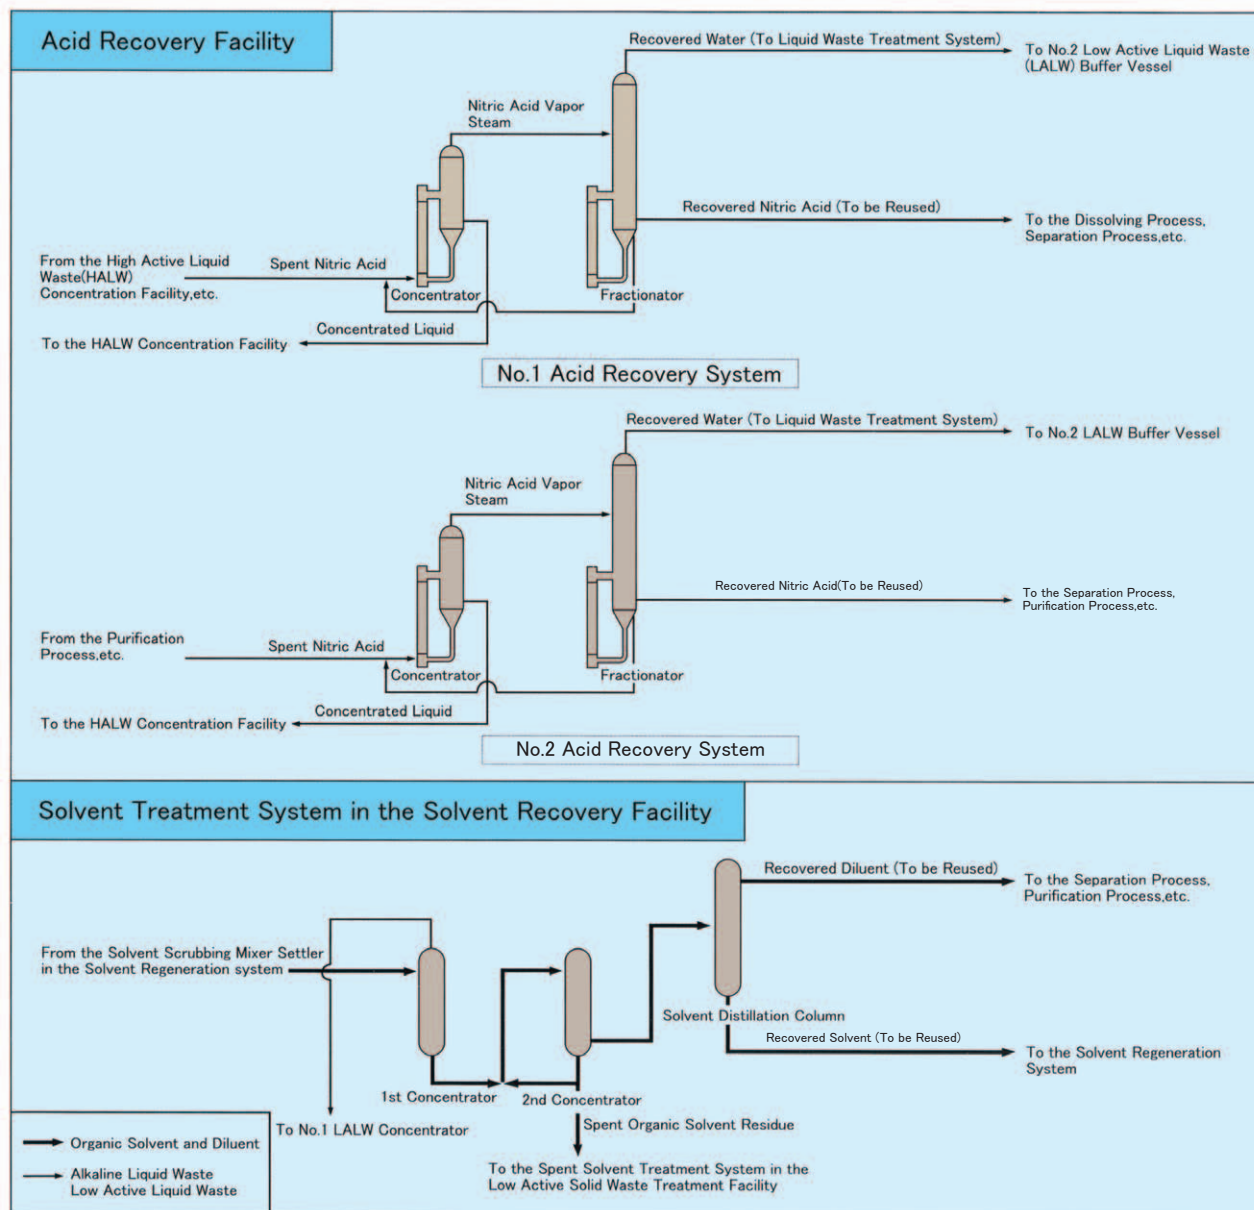 Acid Recovery Facility
Recovered Water (To Liquid Waste Treatment System)
To No.2 Low Active Liquid Waste
(LALW) Buffer Vessel
Nitric Acid Vapor
Steam
Recovered Nitric Acid (To be Reused)
To the Dissolving Process,
Separation Process,etc.
From the High Active Liquid
Waste(HALW)
Concentration Facility,etc.
Spent Nitric Acid
Concentrator
Fractionator
Concentrated Liquid
To the HALW Concentration Facility
No.1 Acid Recovery System
Recovered Water (To Liquid Waste Treatment System)
To No.2 LALW Buffer Vessel
Nitric Acid Vapor
Steam
Recovered Nitric Acid(To be Reused)
To the Separation Process,
Purification Process,etc.
From the Purification
Process,etc.
Spent Nitric Acid
Concentrator
Fractionator
Concentrated Liquid
To the HALW Concentration Facility
No.2 Acid Recovery System
Solvent Treatment System in the Solvent Recovery Facility
Recovered Diluent (To be Reused)
To the Separation Process,
Purification Process,etc.
From the Solvent Scrubbing Mixer Settler
in the Solvent Regeneration system
Solvent Distillation Column
Recovered Solvent (To be Reused)
To the Solvent Regeneration
System
1st Concentrator
2nd Concentrator
To No.1 LALW Concentrator
Spent Organic Solvent Residue
To the Spent Solvent Treatment System in the
Low Active Solid Waste Treatment Facility
Organic Solvent and Diluent
Alkaline Liquid Waste
Low Active Liquid Waste